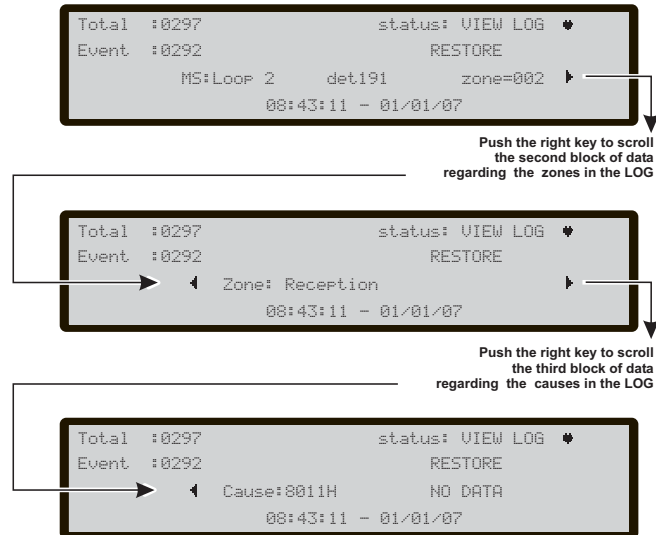 Total :0297 status: VIEW LOG
Event :0292 RESTORE
MS:Loop 2 det191 zone=002
08:43:11 - 01/01/07
Push the right key to scroll
the second block of data
regarding the zones in the LOG
Total :0297 status: VIEW LOG
Event :0292 RESTORE
Zone: Reception
08:43:11 - 01/01/07
Push the right key to scroll
the third block of data
regarding the causes in the LOG
Total :0297 status: VIEW LOG
Event :0292 RESTORE
Cause:8011H NO DATA
08:43:11 - 01/01/07